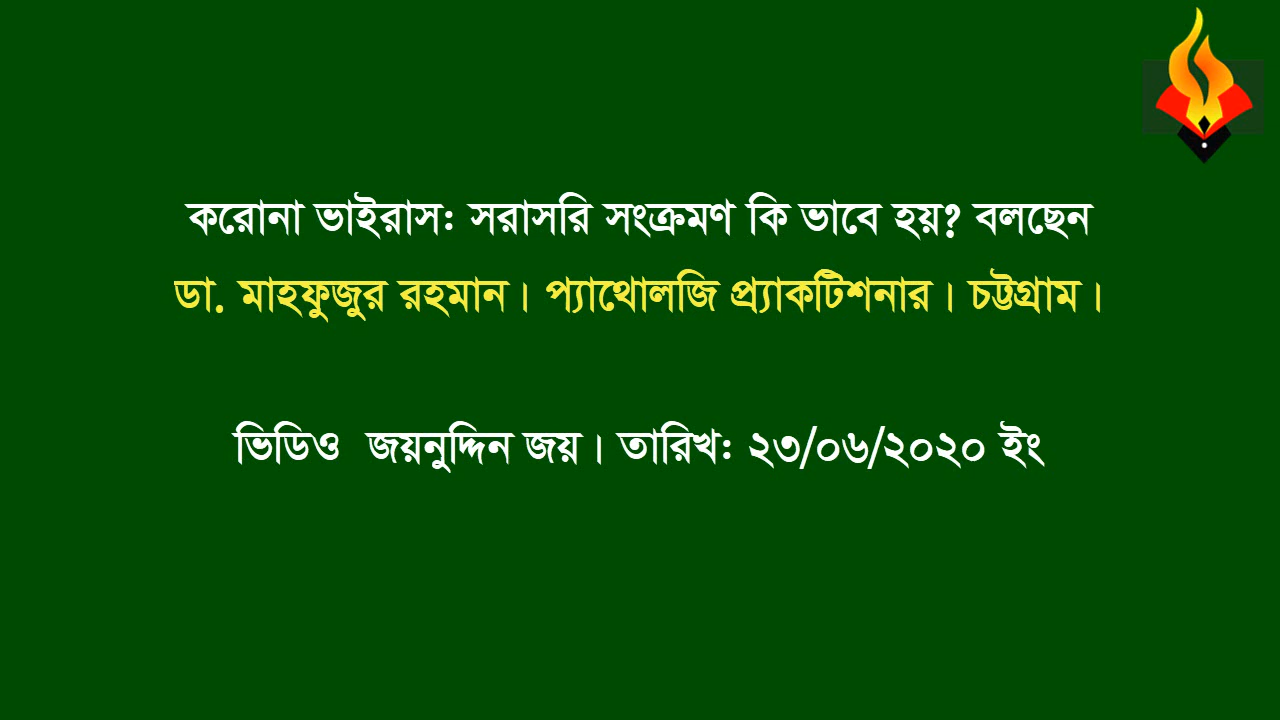 করোনা ভাইরাস: সরাসরি সংক্রমণ কি ভাবে হয়? বলছেন
ডা. মাহফুজুর রহমান। প্যাথোলজি প্র্যাকটিশনার। চট্টগ্রাম।
ভিডিও জয়নুদ্দিন জয়। তারিখ: ২৩/০৬/২০২০ ইং